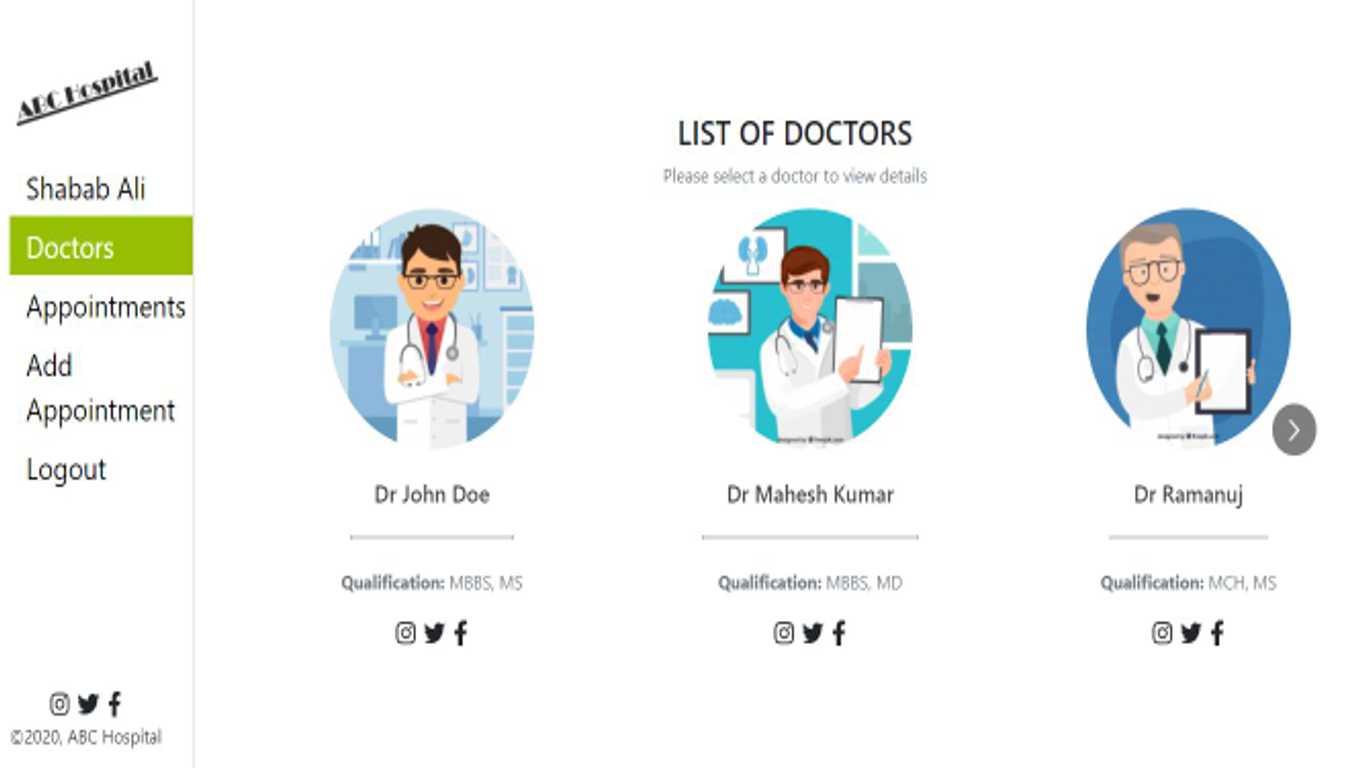 ABC Hospital
Shabab Ali
Doctors
Appointments
Add
Appointment
Logout
©2020, ABC Hospital
LIST OF DOCTORS
Please select a doctor to view details
Dr John Doe
Qualification: MBBS, MS
Dr Mahesh Kumar
Qualification: MBBS, MD
Dr Ramanuj
Qualification: MCH, MS